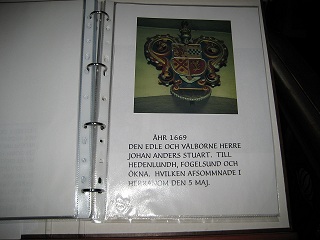 ÅHR 1669
DEN EDLE OCH VÄLBORNE HERRE
JOHAN ANDERS STUART. TILL
HEDENLUNDH, FOGELSUND OCH
ÖKNA. HVILKEN AFSOMMNADE I
HERRANOM DEN 5 MAJ.